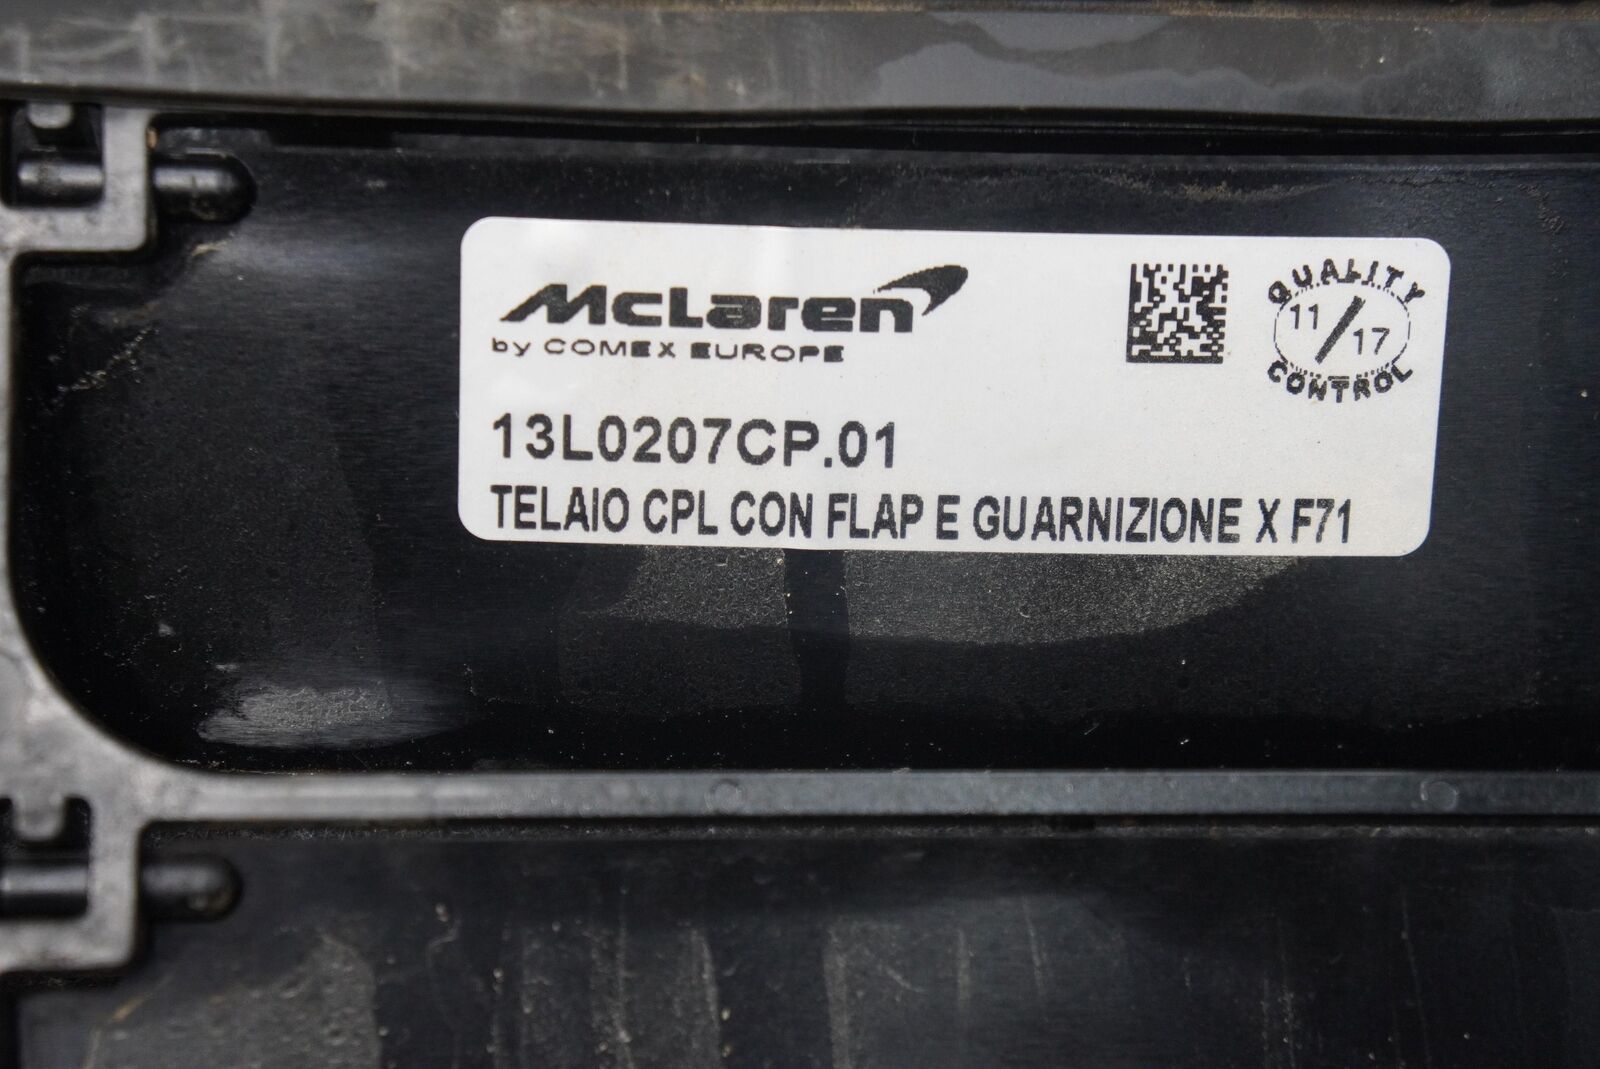 McLaren
by COMEX EUROPE
QUALITY
11/17
CONTROL
13L0207CP.01
TELAIO CPL CON FLAP E GUARNIZIONE X F71